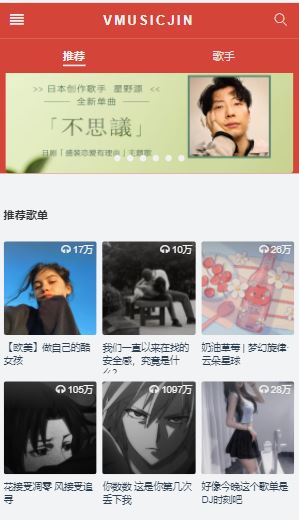 VMUSICJIN
推荐 歌手
>> 日本创作歌手 星野源 <<
全新单曲
「不思議」
日剧「盛装恋爱有理由」主题歌
推荐歌单
17万 10万 26万
【欧美】做自己的酷女孩
我们一直以来在找的安全感，究竟是什么?
奶油草莓 | 梦幻旋律·云朵星球
105万 1097万 28万
花接受凋零 风接受追寻
你数数 这是你第几次丢下我
好像今晚这个歌单是DJ时刻吧